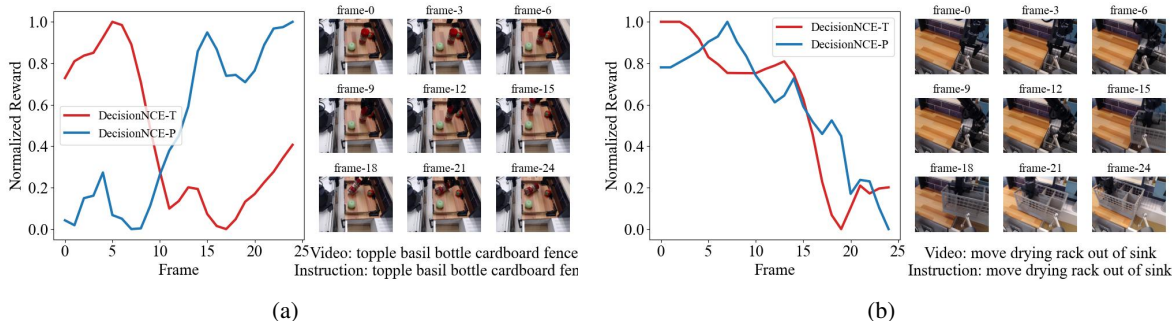 Normalized Reward
1.0
0.8
0.6
0.4
0.2
0.0
DecisionNCE-T
DecisionNCE-P
0 5 10 15 20 25
Frame
frame-0 frame-3 frame-6
frame-9 frame-12 frame-15
frame-18 frame-21 frame-24
Video: topple basil bottle cardboard fence
Instruction: topple basil bottle cardboard fen
(a)
Normalized Reward
1.0
0.8
0.6
0.4
0.2
0.0
DecisionNCE-T
DecisionNCE-P
0 5 10 15 20 25
Frame
frame-0 frame-3 frame-6
frame-9 frame-12 frame-15
frame-18 frame-21 frame-24
Video: move drying rack out of sink
Instruction: move drying rack out of sink
(b)